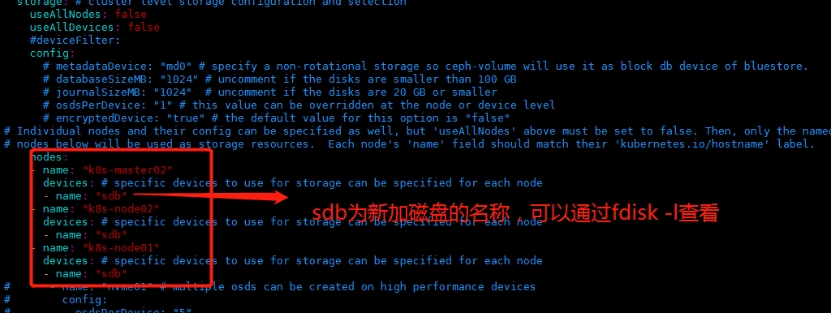 storage: # cluster level storage configuration and selection
useAllNodes: false
useAllDevices: false
#deviceFilter:
config:
# metadataDevice: "md0" # specify a non-rotational storage so ceph-volume will use it as block db device of bluestore.
# databaseSizeMB: "1024" # uncomment if the disks are smaller than 100 GB
# journalSizeMB: "1024"  # uncomment if the disks are 20 GB or smaller
# osdsPerDevice: "1" # this value can be overridden at the node or device level
# encryptedDevice: "true" # the default value for this option is "false"
# Individual nodes and their config can be specified as well, but 'useAllNodes' above must be set to false. Then, only the named
# nodes below will be used as storage resources.  Each node's 'name' field should match their 'kubernetes.io/hostname' label.
nodes:
- name: "k8s-master02"
devices: # specific devices to use for storage can be specified for each node
- name: "sdb"
- name: "k8s-node02"
sdb为新加磁盘的名称，可以通过fdisk -l查看
devices: # specific devices to use for storage can be specified for each node
- name: "sdb"
- name: "k8s-node01"
devices: # specific devices to use for storage can be specified for each node
- name: "sdb"
# - name: "nvme01" # multiple osds can be created on high performance devices
# config:
# osdsPerDevice: "5"